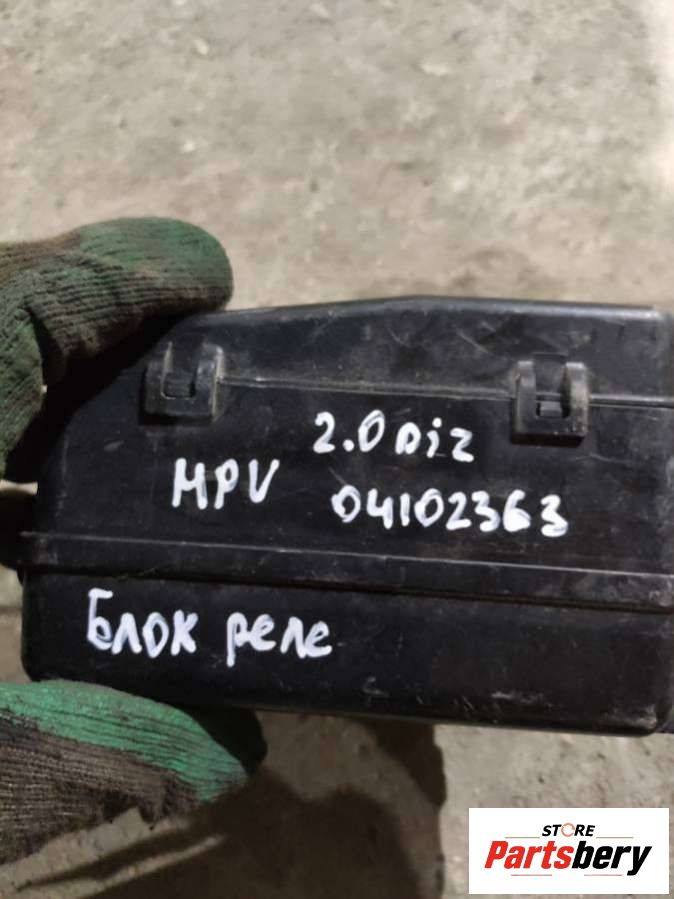 2.0 Diz
MPV 04102363
Блок реле
STORE
Partsbery